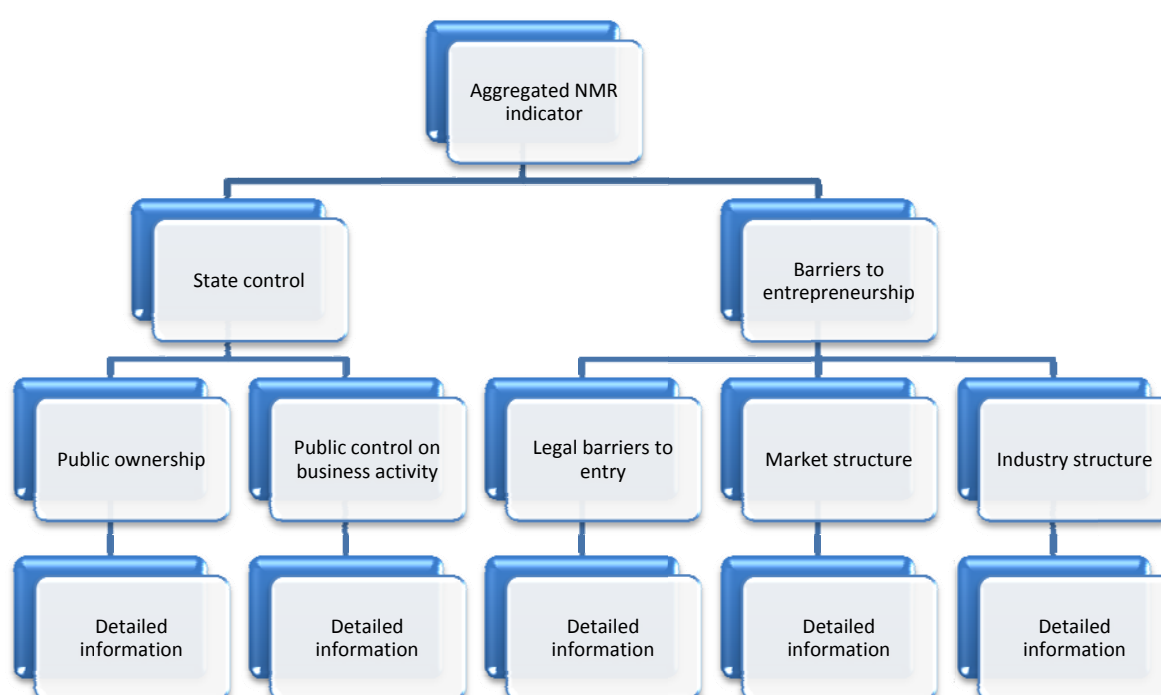 Aggregated NMR
indicator
State control
Barriers to
entrepreneurship
Public ownership
Public control on
business activity
Legal barriers to
entry
Market structure
Industry structure
Detailed
information
Detailed
information
Detailed
information
Detailed
information
Detailed
information